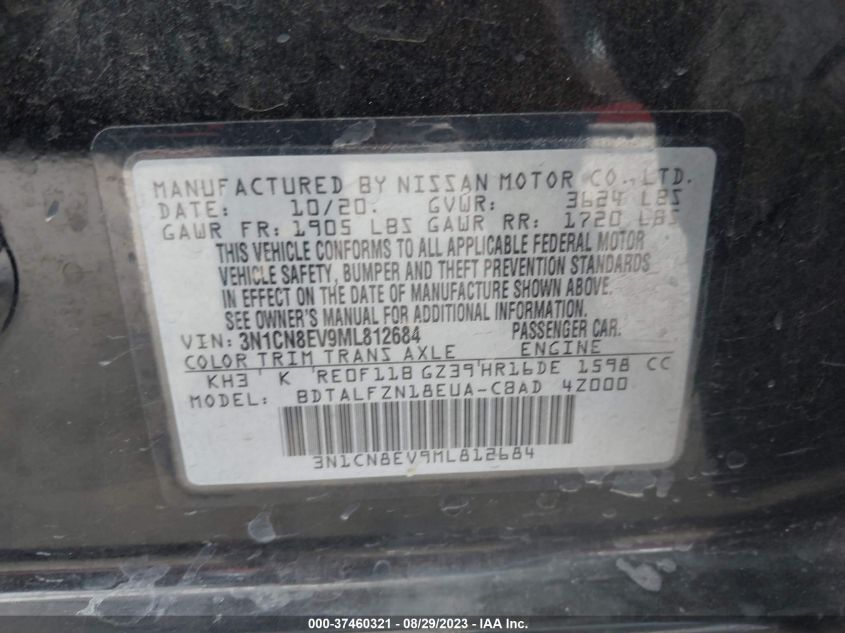 MANUFACTURED BY NISSAN MOTOR CO.,LTD.
DATE: 10/20. GVWR: 3624 LBS
GAWR FR: 1905 LBS GAWR RR: 1720 LBS
THIS VEHICLE CONFORMS TO ALL APPLICABLE FEDERAL MOTOR
VEHICLE SAFETY, BUMPER AND THEFT PREVENTION STANDARDS
IN EFFECT ON THE DATE OF MANUFACTURE SHOWN ABOVE.
SEE OWNER'S MANUAL FOR ADDITIONAL INFORMATION.
VIN: 3N1CN8EV9ML812684 PASSENGER CAR.
COLOR TRIM TRANS AXLE ENGINE
KH3 K RE0F11B GZ39 HR16DE 1598 CC
MODEL: BDTALFZN18EUA-C8AD 4Z000
3N1CN8EV9ML812684
000-37460321 - 08/29/2023 - Copyright © IAA, Inc.